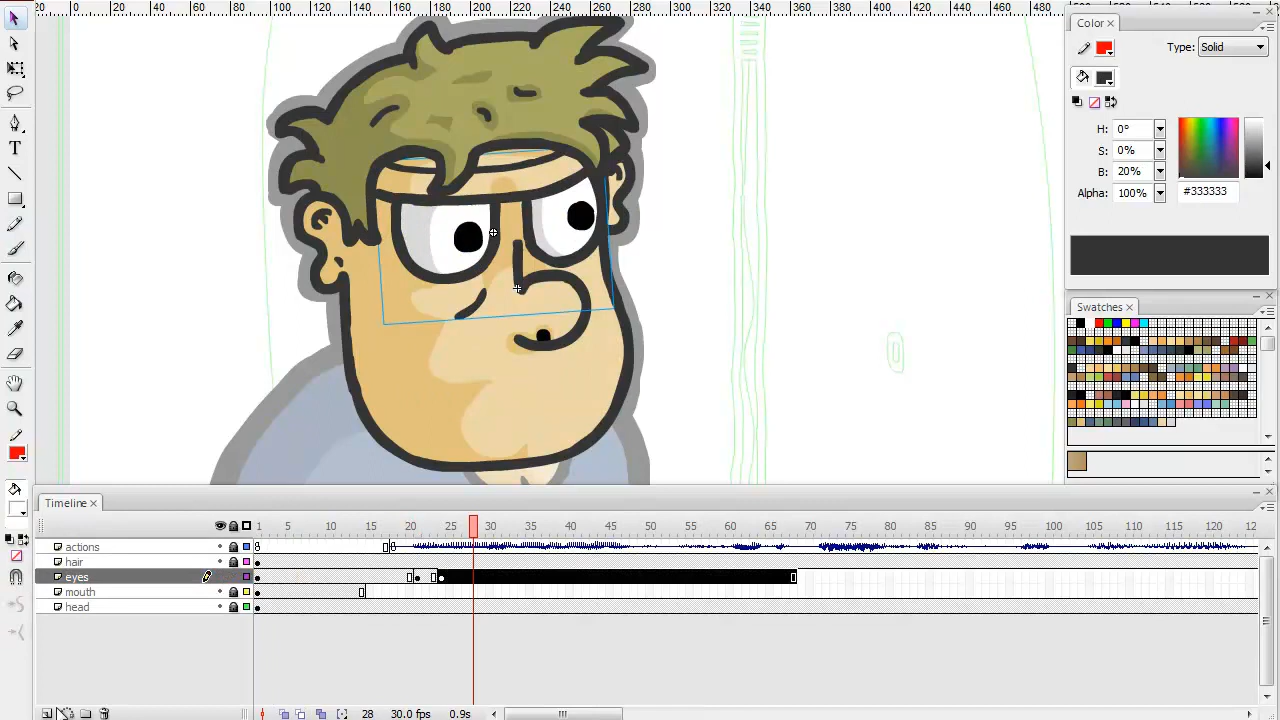 20 40 60 80 100 120 140 160 180 200 220 240 260 280 300 320 340 360 380 400 420 440 460 480
Color
Type: Solid
H: 0°
S: 0%
B: 20%
Alpha: 100%
#333333
Swatches
Timeline
1 5 10 15 20 25 30 35 40 45 50 55 60 65 70 75 80 85 90 95 100 105 110 115 120 12
actions
hair
eyes
mouth
head
28 30.0 fps 0.9s